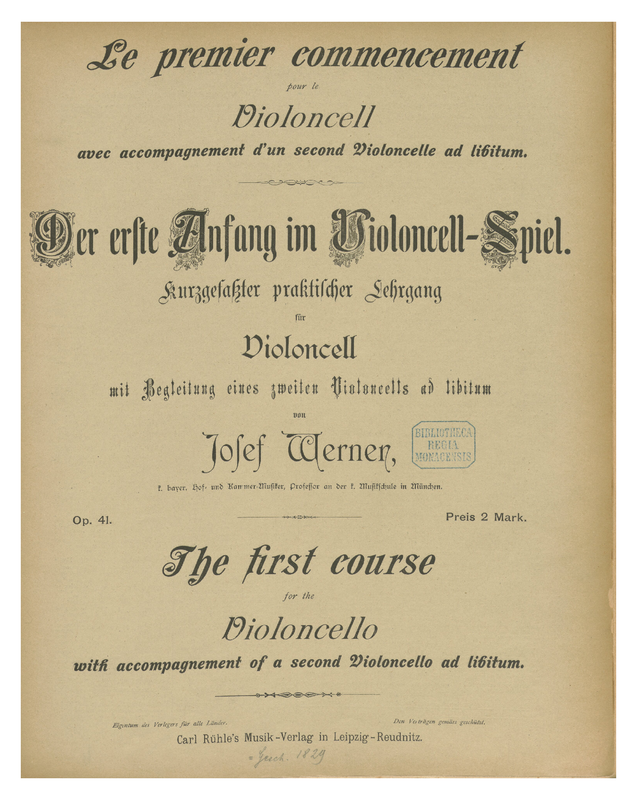 Le premier commencement
pour le
Violoncell
avec accompagnement d'un second Violoncelle ad libitum.
Der erste Anfang im Violoncell-Spiel.
Kurzgefaßter praktischer Lehrgang
für
Violoncell
mit Begleitung eines zweiten Violoncells ad libitum
von
Josef Werner,
BIBLIOTHECA
REGIA
MONACENSIS
k. bayer. Hof- und Kammer-Musiker, Professor an der k. Musikschule in München.
Op. 41.
Preis 2 Mark.
The first course
for the
Violoncello
with accompagnement of a second Violoncello ad libitum.
Eigentum des Verlegers für alle Länder.
Den Verträgen gemäss geschützt.
Carl Rühle's Musik-Verlag in Leipzig-Reudnitz.
1829